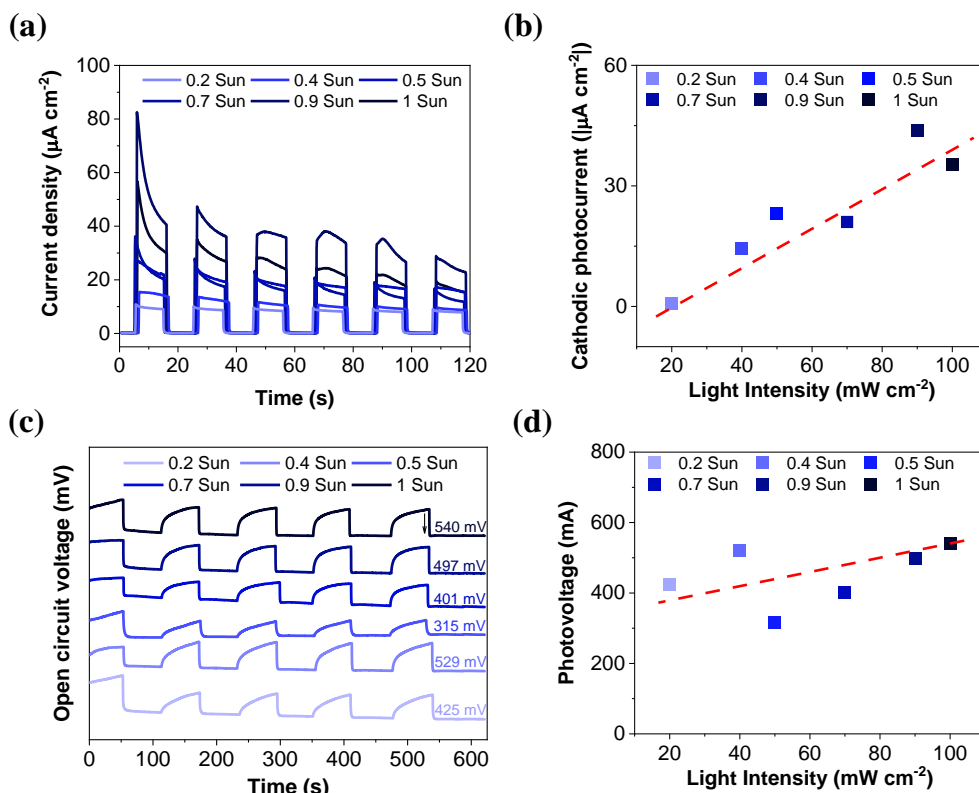 (a)
100
80
60
40
20
0
0 20 40 60 80 100 120
Current density (µA cm⁻²)
Time (s)
0.2 Sun 0.4 Sun 0.5 Sun
0.7 Sun 0.9 Sun 1 Sun
(b)
60
30
0
20 40 60 80 100
Cathodic photocurrent (|µA cm⁻²|)
Light Intensity (mW cm⁻²)
0.2 Sun 0.4 Sun 0.5 Sun
0.7 Sun 0.9 Sun 1 Sun
(c)
Open circuit voltage (mV)
0.2 Sun 0.4 Sun 0.5 Sun
0.7 Sun 0.9 Sun 1 Sun
540 mV
497 mV
401 mV
315 mV
529 mV
425 mV
0 100 200 300 400 500 600
Time (s)
(d)
800
600
400
200
0
20 40 60 80 100
Photovoltage (mA)
Light Intensity (mW cm⁻²)
0.2 Sun 0.4 Sun 0.5 Sun
0.7 Sun 0.9 Sun 1 Sun